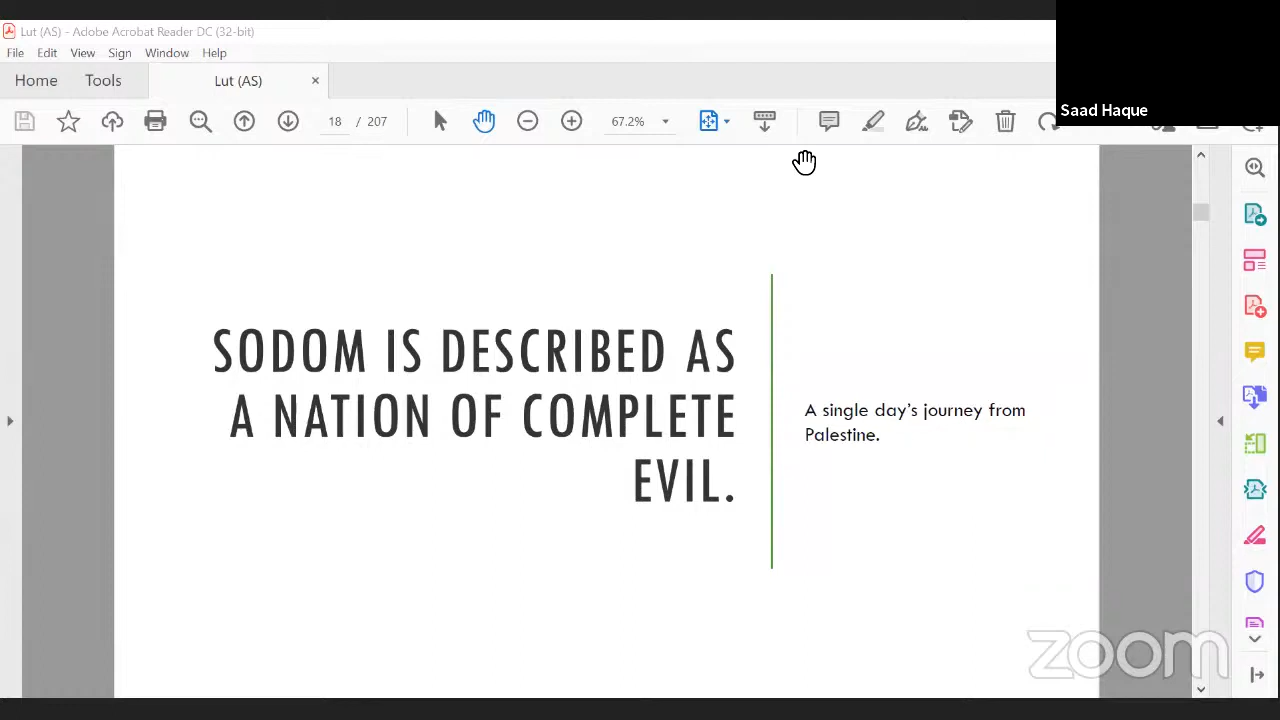 Lut (AS) - Adobe Acrobat Reader DC (32-bit)
File Edit View Sign Window Help
Home Tools Lut (AS) ×
18 / 207 67.2%
Saad Haque
SODOM IS DESCRIBED AS
A NATION OF COMPLETE
EVIL.
A single day's journey from
Palestine.
zoom